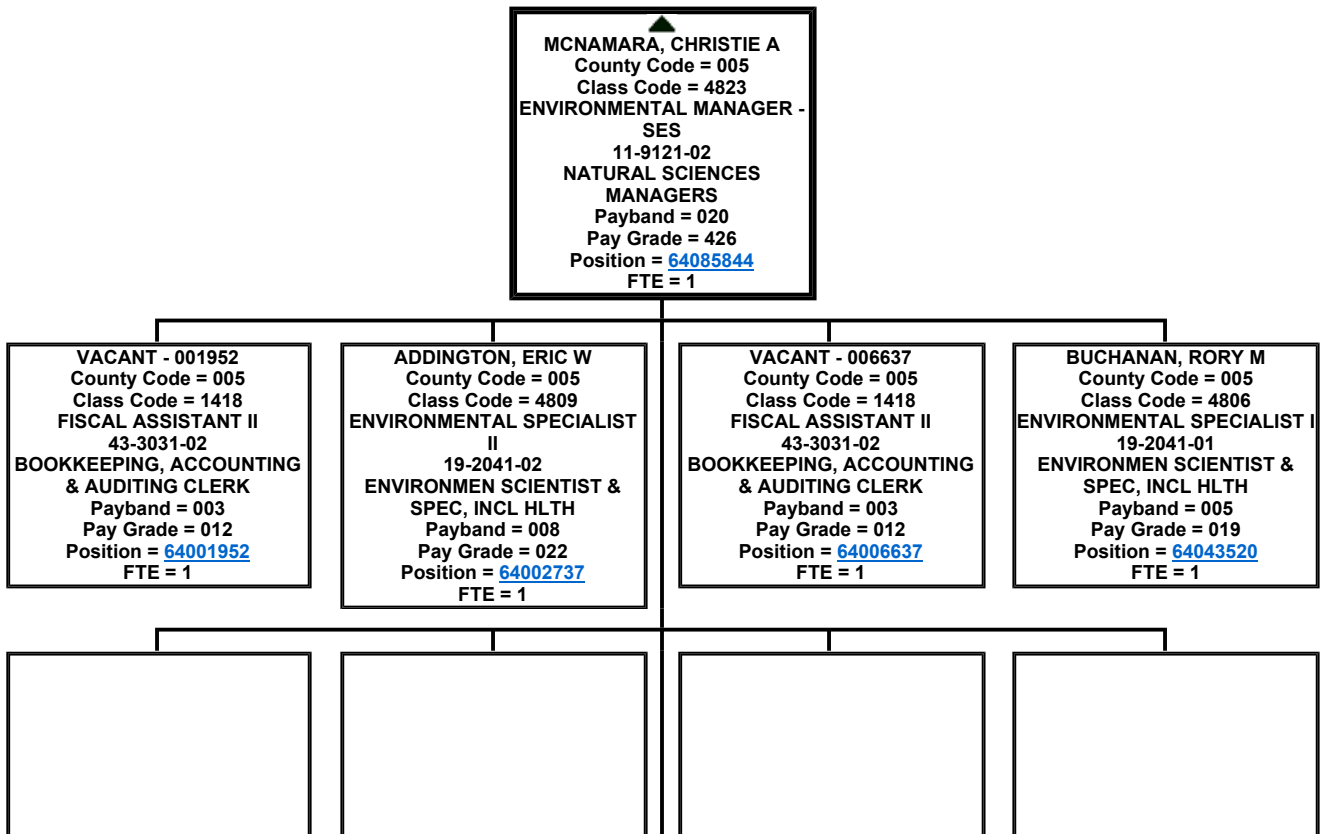 MCNAMARA, CHRISTIE A
County Code = 005
Class Code = 4823
ENVIRONMENTAL MANAGER -
SES
11-9121-02
NATURAL SCIENCES
MANAGERS
Payband = 020
Pay Grade = 426
Position = 64085844
FTE = 1
VACANT - 001952
County Code = 005
Class Code = 1418
FISCAL ASSISTANT II
43-3031-02
BOOKKEEPING, ACCOUNTING
& AUDITING CLERK
Payband = 003
Pay Grade = 012
Position = 64001952
FTE = 1
ADDINGTON, ERIC W
County Code = 005
Class Code = 4809
ENVIRONMENTAL SPECIALIST
II
19-2041-02
ENVIRONMEN SCIENTIST &
SPEC, INCL HLTH
Payband = 008
Pay Grade = 022
Position = 64002737
FTE = 1
VACANT - 006637
County Code = 005
Class Code = 1418
FISCAL ASSISTANT II
43-3031-02
BOOKKEEPING, ACCOUNTING
& AUDITING CLERK
Payband = 003
Pay Grade = 012
Position = 64006637
FTE = 1
BUCHANAN, RORY M
County Code = 005
Class Code = 4806
ENVIRONMENTAL SPECIALIST I
19-2041-01
ENVIRONMEN SCIENTIST &
SPEC, INCL HLTH
Payband = 005
Pay Grade = 019
Position = 64043520
FTE = 1